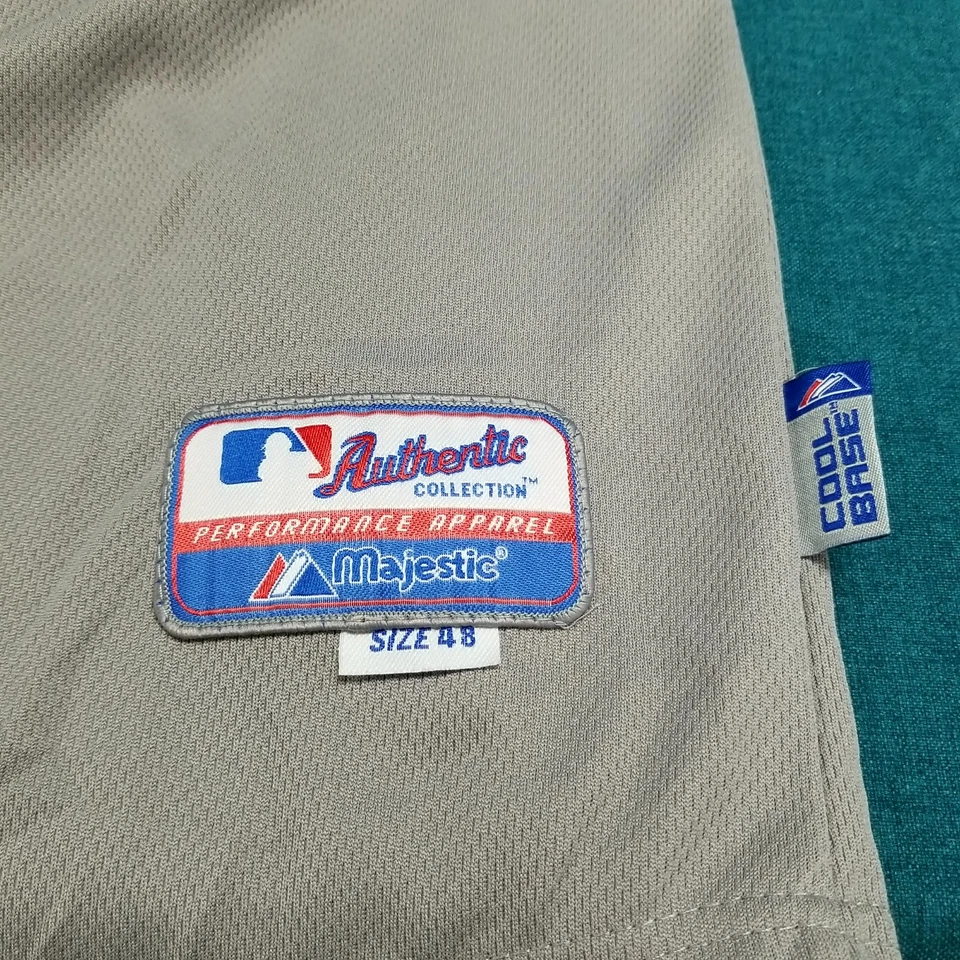 Authentic
COLLECTION™
PERFORMANCE APPAREL
Majestic®
SIZE 48
COOL
BASE™